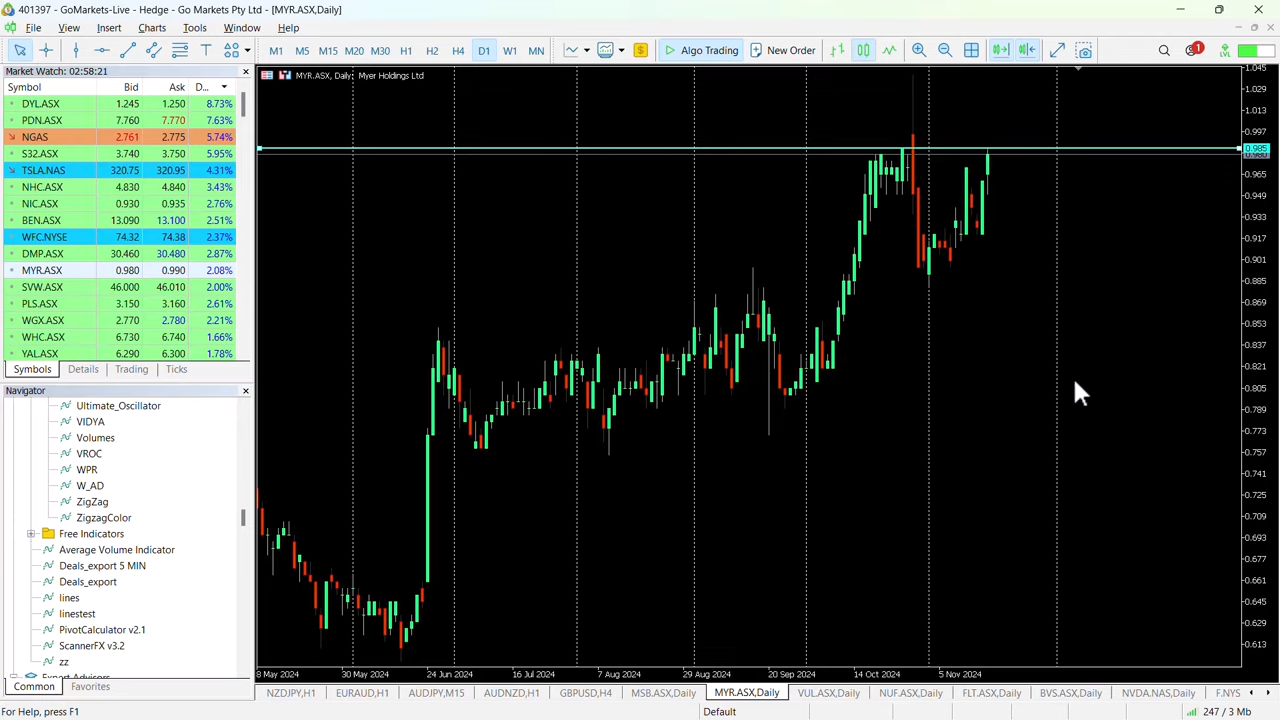 401397 - GoMarkets-Live - Hedge - Go Markets Pty Ltd - [MYR.ASX,Daily]
File View Insert Charts Tools Window Help
M1 M5 M15 M20 M30 H1 H2 H4 D1 W1 MN Algo Trading New Order 1 LVL
Market Watch: 02:58:21
Symbol Bid Ask D...
DYL.ASX 1.245 1.250 8.73%
PDN.ASX 7.760 7.770 7.63%
NGAS 2.761 2.775 5.74%
S32.ASX 3.740 3.750 5.95%
TSLA.NAS 320.75 320.95 4.31%
NHC.ASX 4.830 4.840 3.43%
NIC.ASX 0.930 0.935 2.76%
BEN.ASX 13.090 13.100 2.51%
WFC.NYSE 74.32 74.38 2.37%
DMP.ASX 30.460 30.480 2.87%
MYR.ASX 0.980 0.990 2.08%
SVW.ASX 46.000 46.010 2.00%
PLS.ASX 3.150 3.160 2.61%
WGX.ASX 2.770 2.780 2.21%
WHC.ASX 6.730 6.740 1.66%
YAL.ASX 6.290 6.300 1.78%
Symbols Details Trading Ticks
Navigator
Ultimate_Oscillator
VIDYA
Volumes
VROC
WPR
W_AD
ZigZag
ZigzagColor
Free Indicators
Average Volume Indicator
Deals_export 5 MIN
Deals_export
lines
linestest
PivotCalculator v2.1
ScannerFX v3.2
zz
Expert Advisors
Common Favorites
MYR.ASX, Daily: Myer Holdings Ltd
1.045
1.029
1.013
0.997
0.985
0.980
0.965
0.949
0.933
0.917
0.901
0.885
0.869
0.853
0.837
0.821
0.805
0.789
0.773
0.757
0.741
0.725
0.709
0.693
0.677
0.661
0.645
0.629
0.613
8 May 2024 30 May 2024 24 Jun 2024 16 Jul 2024 7 Aug 2024 29 Aug 2024 20 Sep 2024 14 Oct 2024 5 Nov 2024
NZDJPY,H1 EURAUD,H1 AUDJPY,M15 AUDNZD,H1 GBPUSD,H4 MSB.ASX,Daily MYR.ASX,Daily VUL.ASX,Daily NUF.ASX,Daily FLT.ASX,Daily BVS.ASX,Daily NVDA.NAS,Daily F.NYS
For Help, press F1 Default 247 / 3 Mb